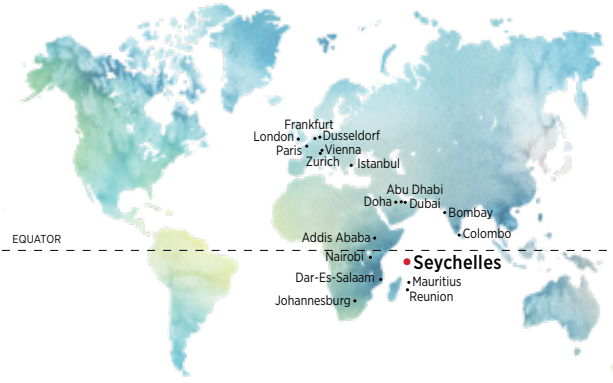 Frankfurt
London
Dusseldorf
Paris
Vienna
Zurich
Istanbul
Abu Dhabi
Doha
Dubai
Bombay
Colombo
EQUATOR
Addis Ababa
Nairobi
Seychelles
Dar-Es-Salaam
Mauritius
Reunion
Johannesburg